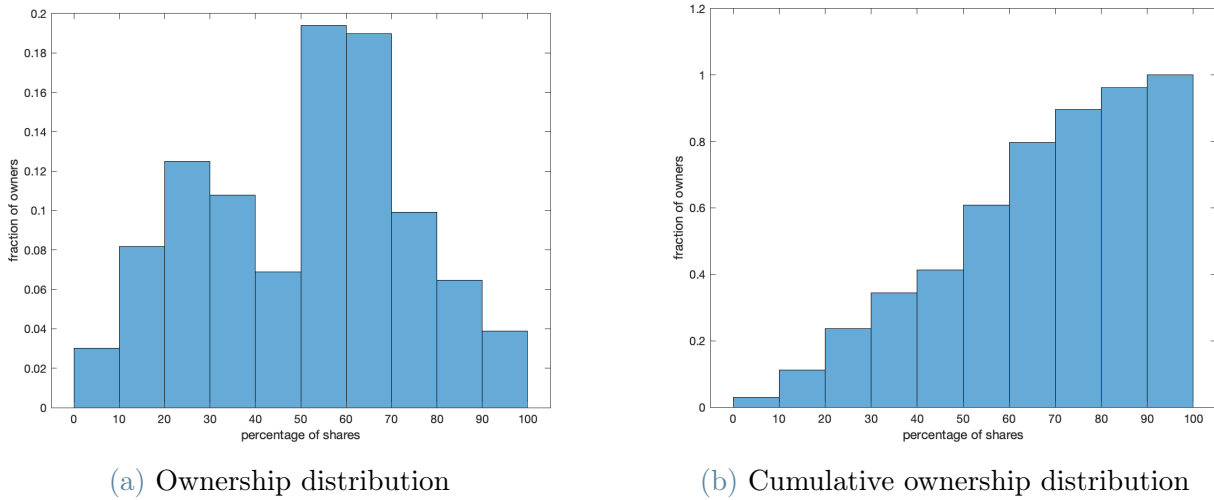 0.2
0.18
0.16
0.14
0.12
0.1
0.08
0.06
0.04
0.02
0
fraction of owners
0 10 20 30 40 50 60 70 80 90 100
percentage of shares
(a) Ownership distribution
1.2
1
0.8
0.6
0.4
0.2
0
fraction of owners
0 10 20 30 40 50 60 70 80 90 100
percentage of shares
(b) Cumulative ownership distribution